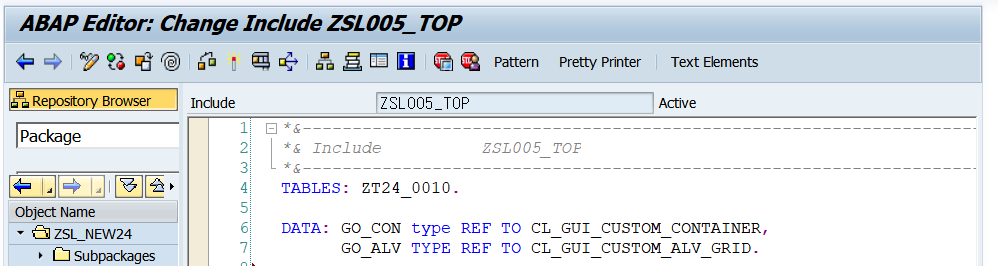 ABAP Editor: Change Include ZSL005_TOP
Pattern Pretty Printer Text Elements
Repository Browser
Include ZSL005_TOP Active
Package
1 *&---------------------------------------------------------------------
2 *& Include ZSL005_TOP
3 *&---------------------------------------------------------------------
4 TABLES: ZT24_0010.
5
6 DATA: GO_CON type REF TO CL_GUI_CUSTOM_CONTAINER,
7 GO_ALV TYPE REF TO CL_GUI_CUSTOM_ALV_GRID.
Object Name
ZSL_NEW24
Subpackages